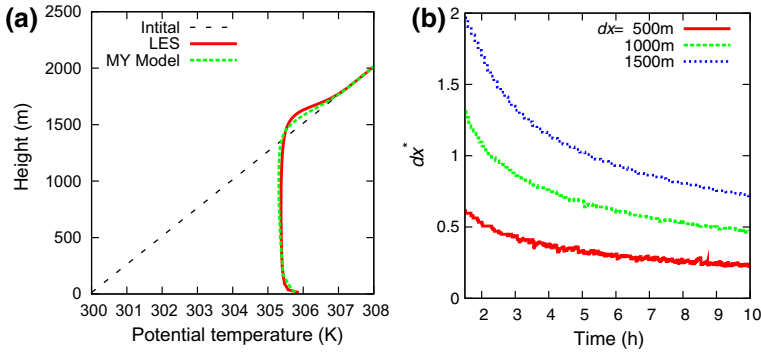 (a)
Intital
LES
MY Model
2500
2000
1500
1000
500
0
Height (m)
300 301 302 303 304 305 306 307 308
Potential temperature (K)
(b)
dx= 500m
1000m
1500m
2
1.5
1
0.5
0
dx*
2 3 4 5 6 7 8 9 10
Time (h)